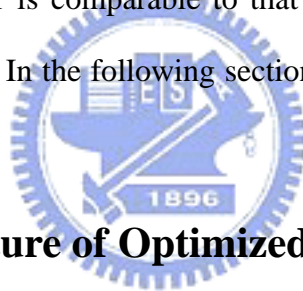 is comparable to that
In the following section
E S A
1896
ure of Optimized